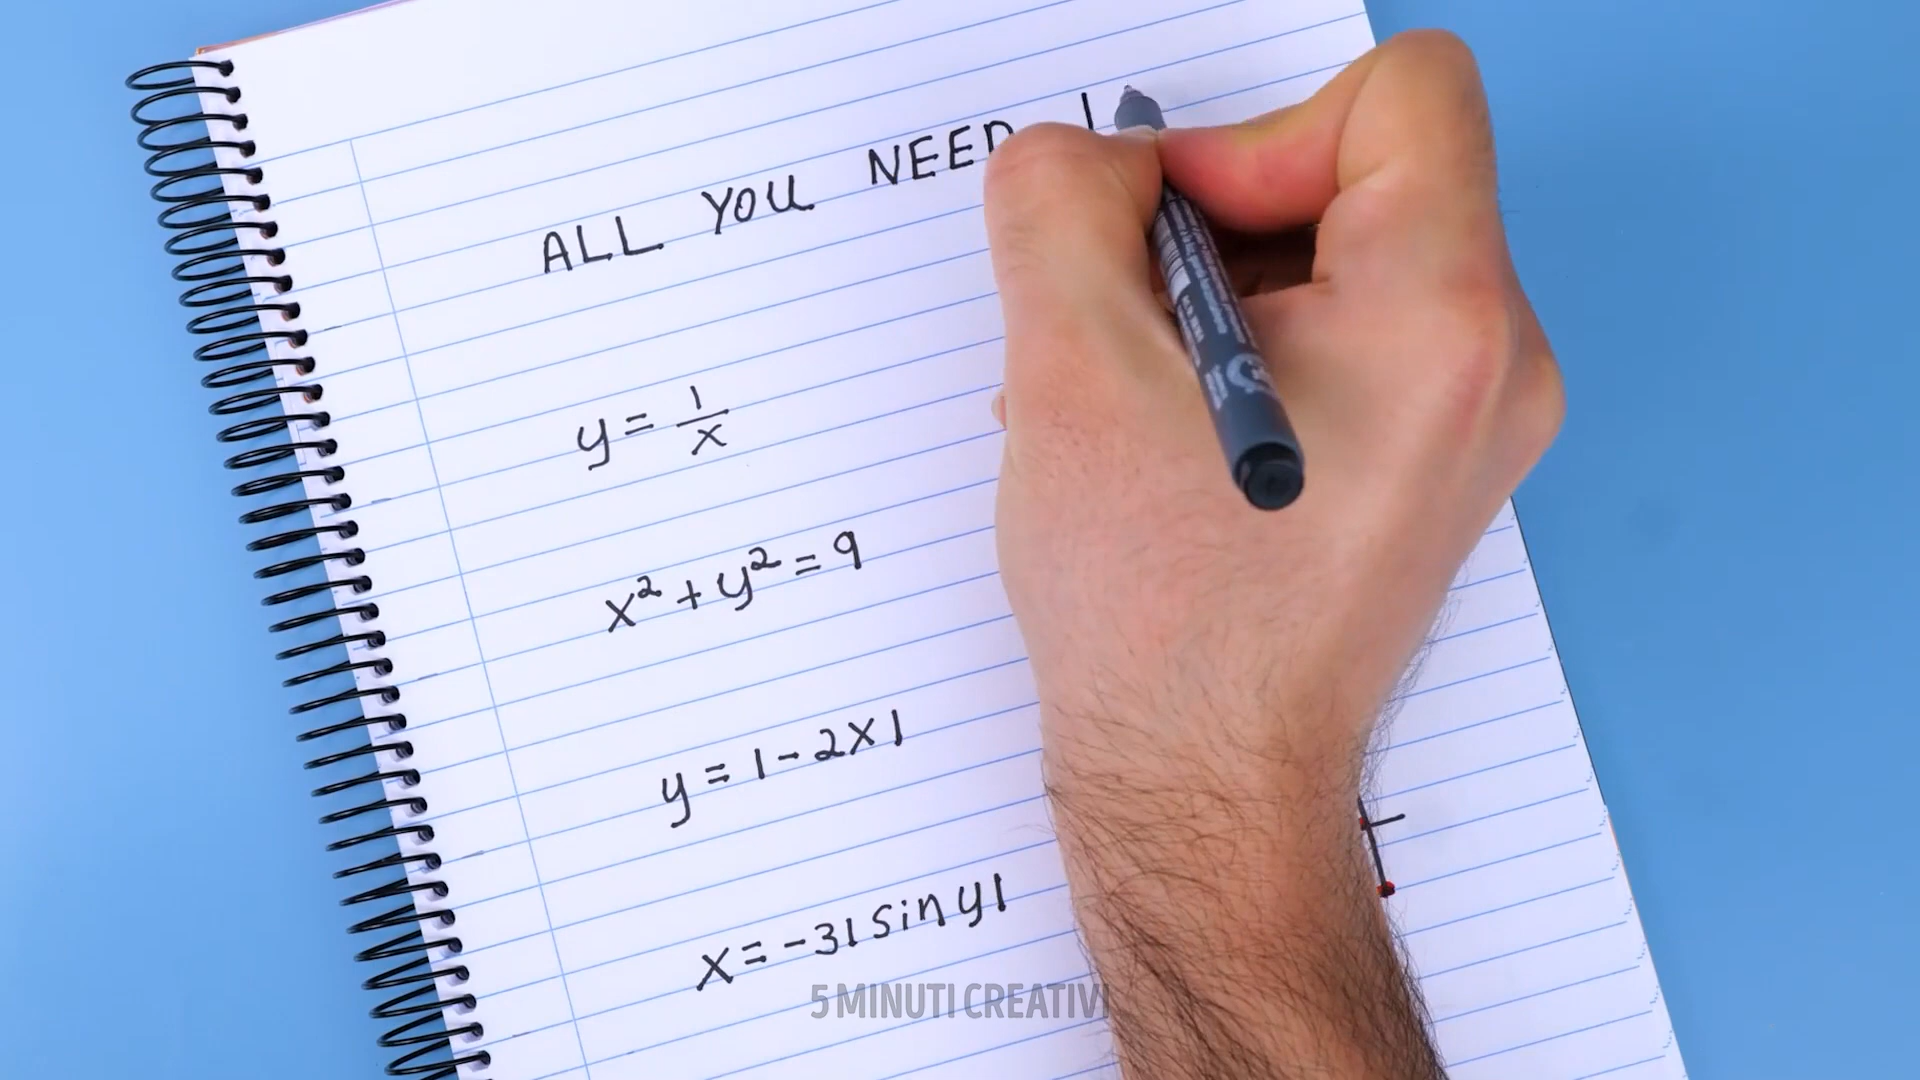 ALL YOU NEED I
y = 1/x
x² + y² = 9
y = 1 - 2x1
x = -31 sin y1
5 MINUTI CREATIVI